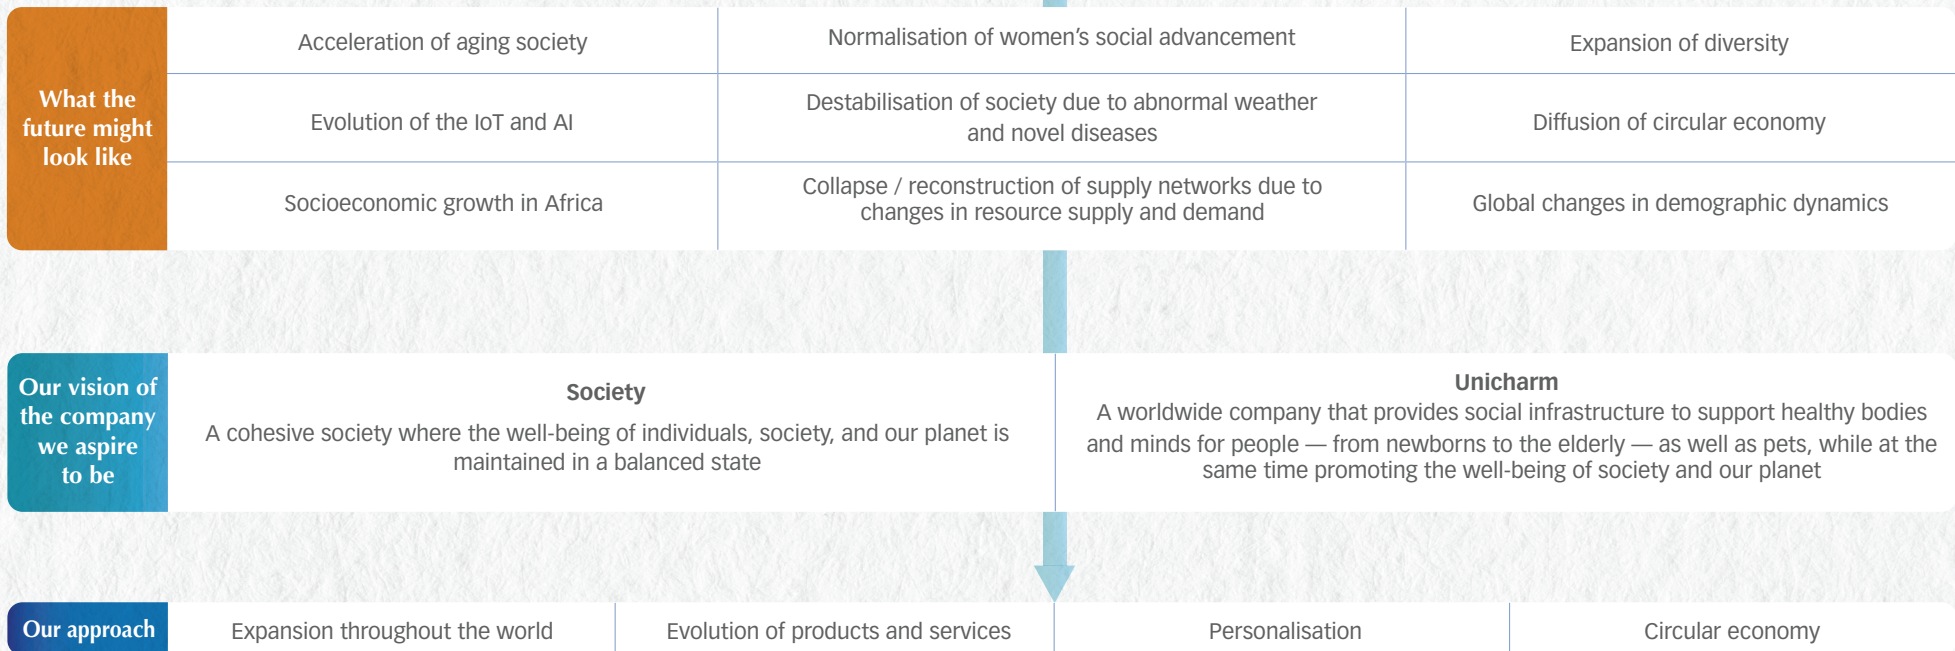 What the
future might
look like
Acceleration of aging society
Normalisation of women’s social advancement
Expansion of diversity
Evolution of the IoT and AI
Destabilisation of society due to abnormal weather
and novel diseases
Diffusion of circular economy
Socioeconomic growth in Africa
Collapse / reconstruction of supply networks due to
changes in resource supply and demand
Global changes in demographic dynamics
Our vision of
the company
we aspire
to be
Society
A cohesive society where the well-being of individuals, society, and our planet is
maintained in a balanced state
Unicharm
A worldwide company that provides social infrastructure to support healthy bodies
and minds for people — from newborns to the elderly — as well as pets, while at the
same time promoting the well-being of society and our planet
Our approach
Expansion throughout the world
Evolution of products and services
Personalisation
Circular economy